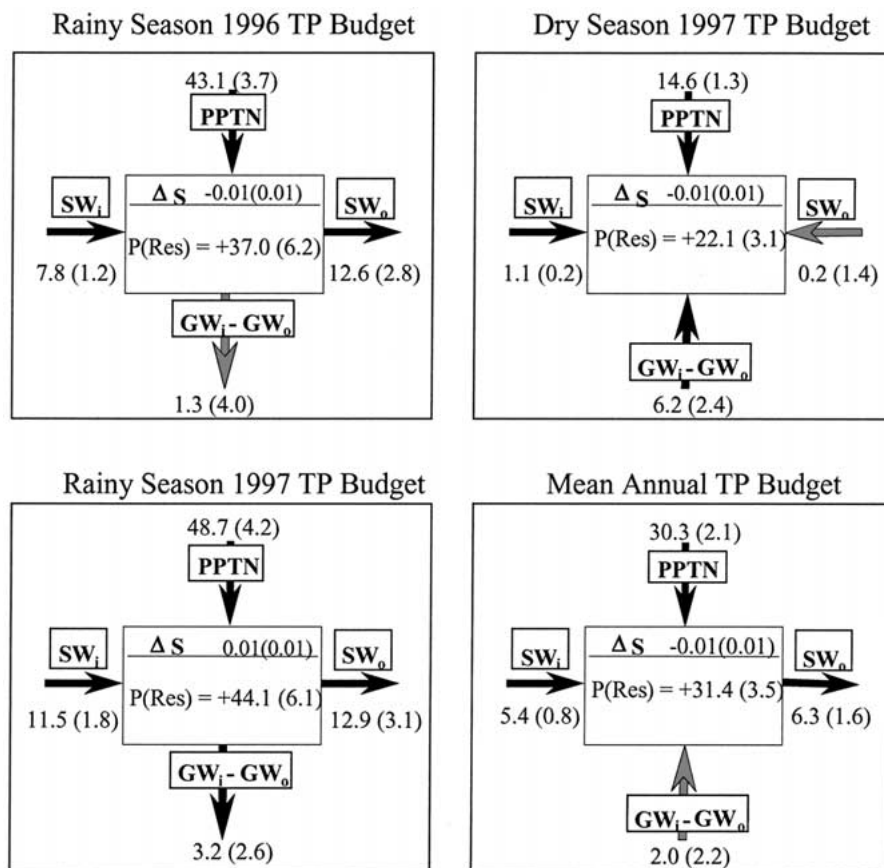 Rainy Season 1996 TP Budget
43.1 (3.7)
PPTN
SWi
ΔS -0.01(0.01)
SWo
P(Res) = +37.0 (6.2)
7.8 (1.2)
12.6 (2.8)
GWi - GWo
1.3 (4.0)
Dry Season 1997 TP Budget
14.6 (1.3)
PPTN
SWi
ΔS -0.01(0.01)
SWo
P(Res) = +22.1 (3.1)
1.1 (0.2)
0.2 (1.4)
GWi - GWo
6.2 (2.4)
Rainy Season 1997 TP Budget
48.7 (4.2)
PPTN
SWi
ΔS 0.01(0.01)
SWo
P(Res) = +44.1 (6.1)
11.5 (1.8)
12.9 (3.1)
GWi - GWo
3.2 (2.6)
Mean Annual TP Budget
30.3 (2.1)
PPTN
SWi
ΔS -0.01(0.01)
SWo
P(Res) = +31.4 (3.5)
5.4 (0.8)
6.3 (1.6)
GWi - GWo
2.0 (2.2)